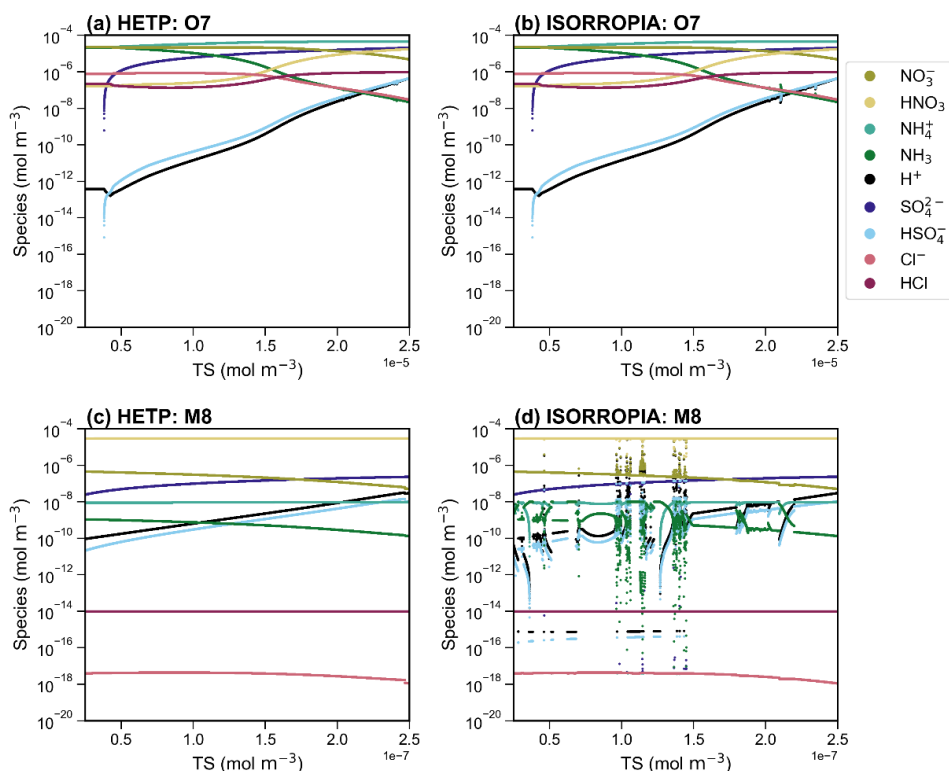 (a) HETP: O7
(b) ISORROPIA: O7
Species (mol m⁻³)
10⁻⁴
10⁻⁶
10⁻⁸
10⁻¹⁰
10⁻¹²
10⁻¹⁴
10⁻¹⁶
10⁻¹⁸
10⁻²⁰
0.5 1.0 1.5 2.0 2.5
1e-5
TS (mol m⁻³)
Species (mol m⁻³)
10⁻⁴
10⁻⁶
10⁻⁸
10⁻¹⁰
10⁻¹²
10⁻¹⁴
10⁻¹⁶
10⁻¹⁸
10⁻²⁰
0.5 1.0 1.5 2.0 2.5
1e-5
TS (mol m⁻³)
NO₃⁻
HNO₃
NH₄⁺
NH₃
H⁺
SO₄²⁻
HSO₄⁻
Cl⁻
HCl
(c) HETP: M8
(d) ISORROPIA: M8
Species (mol m⁻³)
10⁻⁴
10⁻⁶
10⁻⁸
10⁻¹⁰
10⁻¹²
10⁻¹⁴
10⁻¹⁶
10⁻¹⁸
10⁻²⁰
0.5 1.0 1.5 2.0 2.5
1e-7
TS (mol m⁻³)
Species (mol m⁻³)
10⁻⁴
10⁻⁶
10⁻⁸
10⁻¹⁰
10⁻¹²
10⁻¹⁴
10⁻¹⁶
10⁻¹⁸
10⁻²⁰
0.5 1.0 1.5 2.0 2.5
1e-7
TS (mol m⁻³)